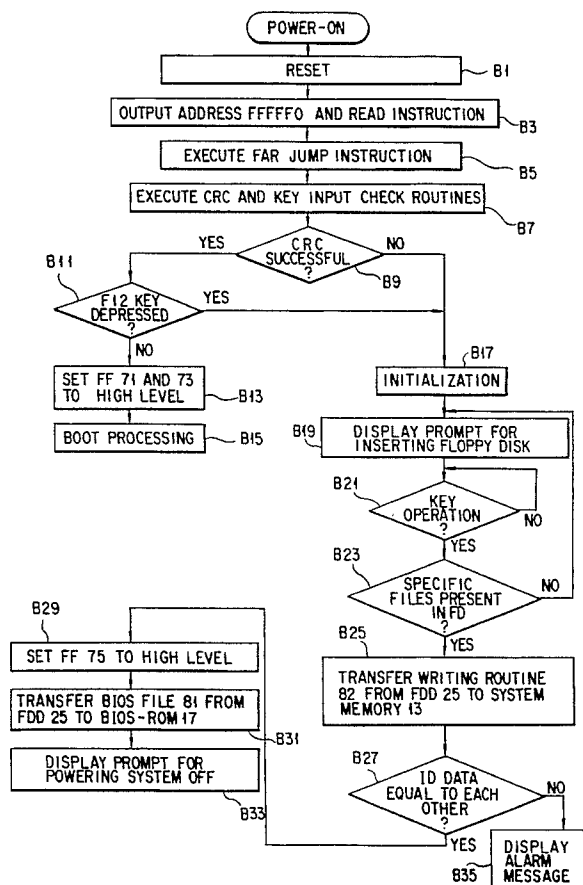 POWER-ON
RESET
B1
OUTPUT ADDRESS FFFFF0 AND READ INSTRUCTION
B3
EXECUTE FAR JUMP INSTRUCTION
B5
EXECUTE CRC AND KEY INPUT CHECK ROUTINES
B7
YES
CRC
SUCCESSFUL
?
NO
B9
B11
F12 KEY
DEPRESSED
?
YES
NO
SET FF 71 AND 73
TO HIGH LEVEL
B13
BOOT PROCESSING
B15
B17
INITIALIZATION
B19
DISPLAY PROMPT FOR
INSERTING FLOPPY DISK
B21
KEY
OPERATION
?
NO
YES
B23
SPECIFIC
FILES PRESENT
IN FD
?
NO
YES
B25
TRANSFER WRITING ROUTINE
82 FROM FDD 25 TO SYSTEM
MEMORY 13
B27
ID DATA
EQUAL TO EACH
OTHER
?
NO
YES
B29
SET FF 75 TO HIGH LEVEL
TRANSFER BIOS FILE 81 FROM
FDD 25 TO BIOS-ROM 17
B31
DISPLAY PROMPT FOR
POWERING SYSTEM OFF
B33
DISPLAY
ALARM
MESSAGE
B35